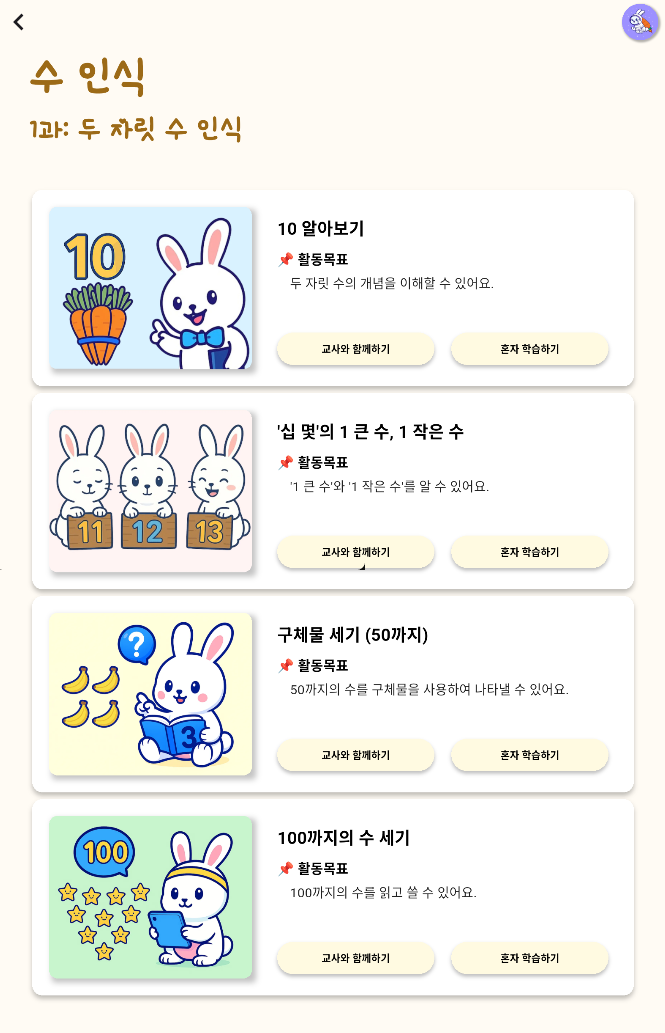 수 인식
1과: 두 자릿 수 인식
10
10 알아보기
📌 활동목표
두 자릿 수의 개념을 이해할 수 있어요.
교사와 함께하기
혼자 학습하기
11
12
13
'십 몇'의 1 큰 수, 1 작은 수
📌 활동목표
'1 큰 수'와 '1 작은 수'를 알 수 있어요.
교사와 함께하기
혼자 학습하기
?
3
구체물 세기 (50까지)
📌 활동목표
50까지의 수를 구체물을 사용하여 나타낼 수 있어요.
교사와 함께하기
혼자 학습하기
100
100까지의 수 세기
📌 활동목표
100까지의 수를 읽고 쓸 수 있어요.
교사와 함께하기
혼자 학습하기